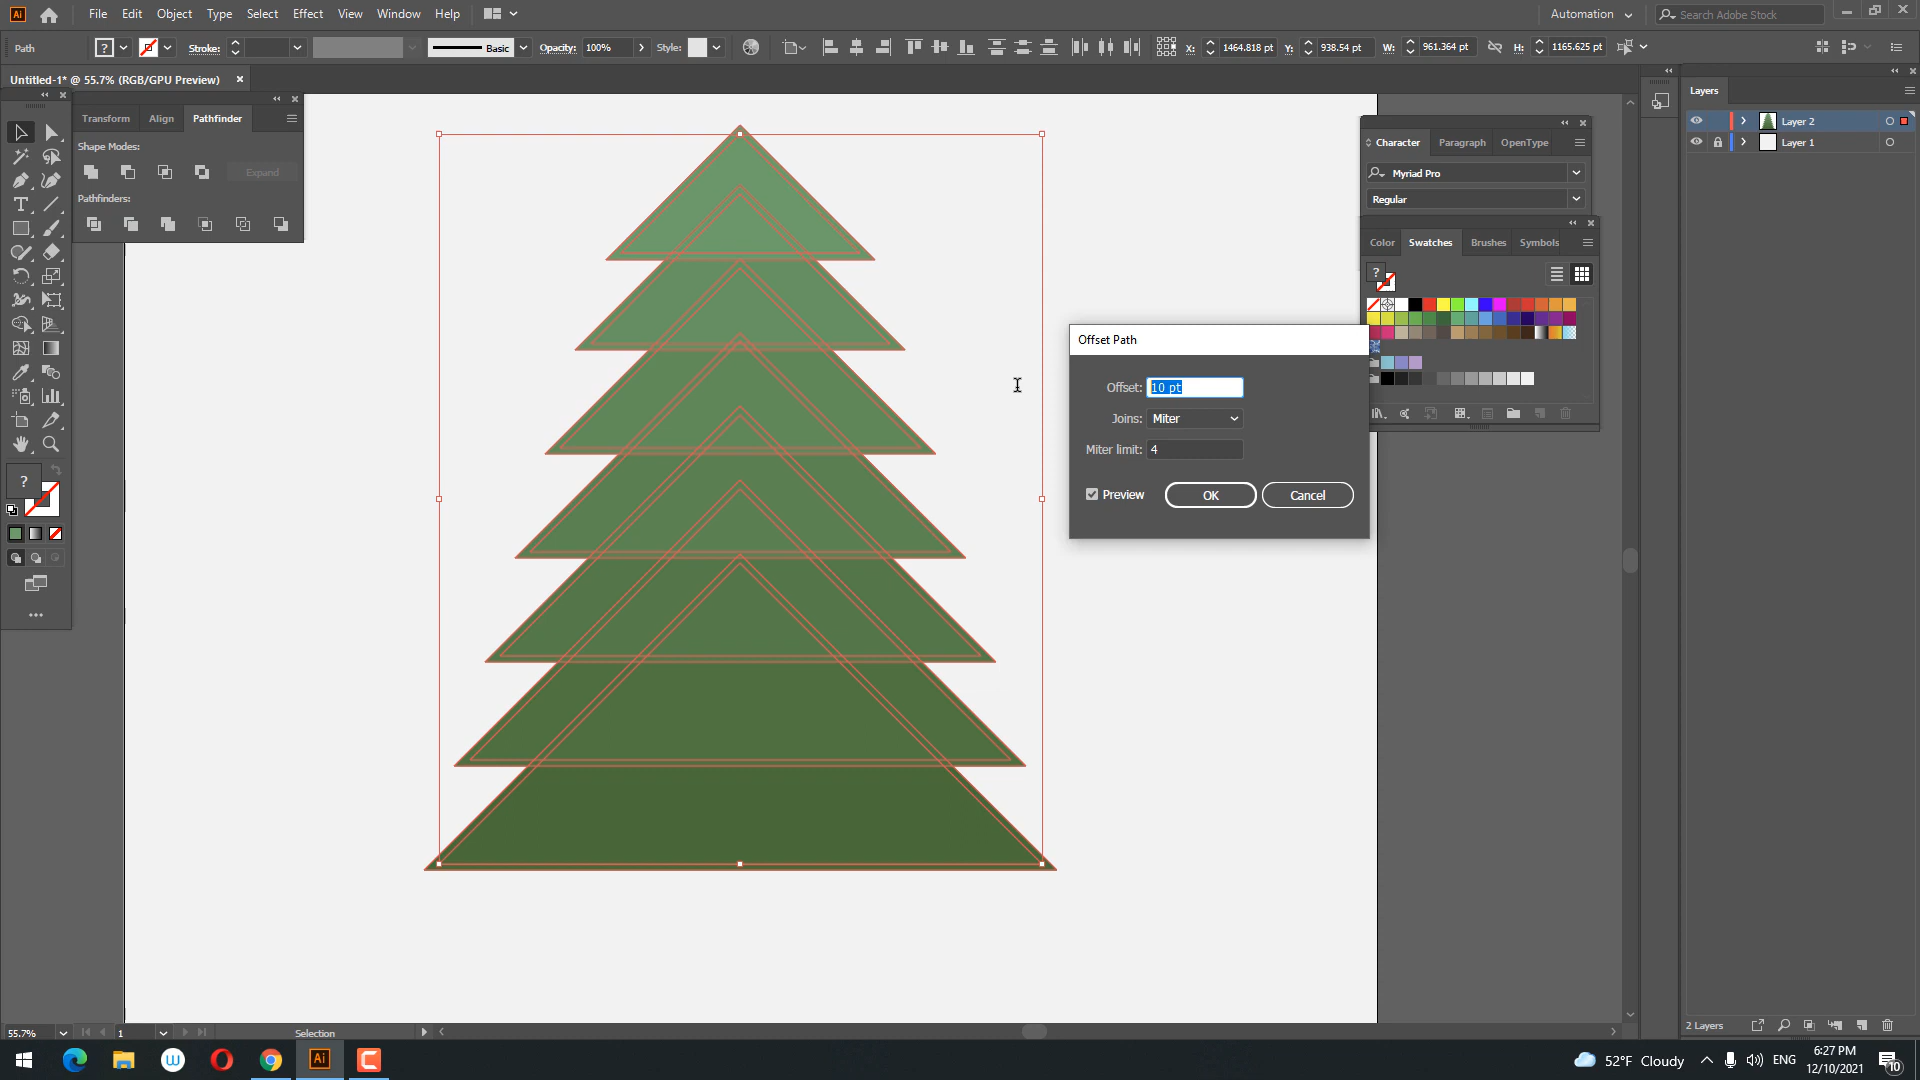 Ai File Edit Object Type Select Effect View Window Help Automation Search Adobe Stock
Path ? Stroke: Basic Opacity: 100% Style: X: 1464.818 pt Y: 938.54 pt W: 961.364 pt H: 1165.625 pt
Untitled-1* @ 55.7% (RGB/GPU Preview)
Transform Align Pathfinder
Shape Modes:
Expand
Pathfinders:
?
Character Paragraph OpenType
Myriad Pro
Regular
Color Swatches Brushes Symbols
?
Layers
Layer 2
Layer 1
Offset Path
Offset: 10 pt
Joins: Miter
Miter limit: 4
Preview OK Cancel
55.7% 1 Selection
2 Layers
Ai 52°F Cloudy ENG 6:27 PM
12/10/2021
10